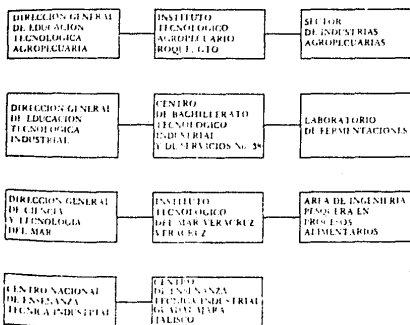 DIRECCION GENERAL
DE EDUCACION
TECNOLOGICA
AGROPECUARIA
INSTITUTO
TECNOLOGICO
AGROPECUARIO
ROQUE, GTO
SECTOR
DE INDUSTRIAS
AGROPECUARIAS
DIRECCION GENERAL
DE EDUCACION
TECNOLOGICA
INDUSTRIAL
CENTRO
DE BACHILLERATO
TECNOLOGICO
INDUSTRIAL
Y DE SERVICIOS No.
LABORATORIO
DE FERMENTACIONES
DIRECCION GENERAL
DE CIENCIA
Y TECNOLOGIA
DEL MAR
INSTITUTO
TECNOLOGICO
DEL MAR VERACRUZ
VERACRUZ
AREA DE INGENIERIA
PESQUERA EN
PROCESOS
ALIMENTARIOS
CENTRO NACIONAL
DE ENSEÑANZA
TECNICA INDUSTRIAL
CENTRO
DE ENSEÑANZA
TECNICA INDUSTRIAL
GUADALAJARA
JALISCO